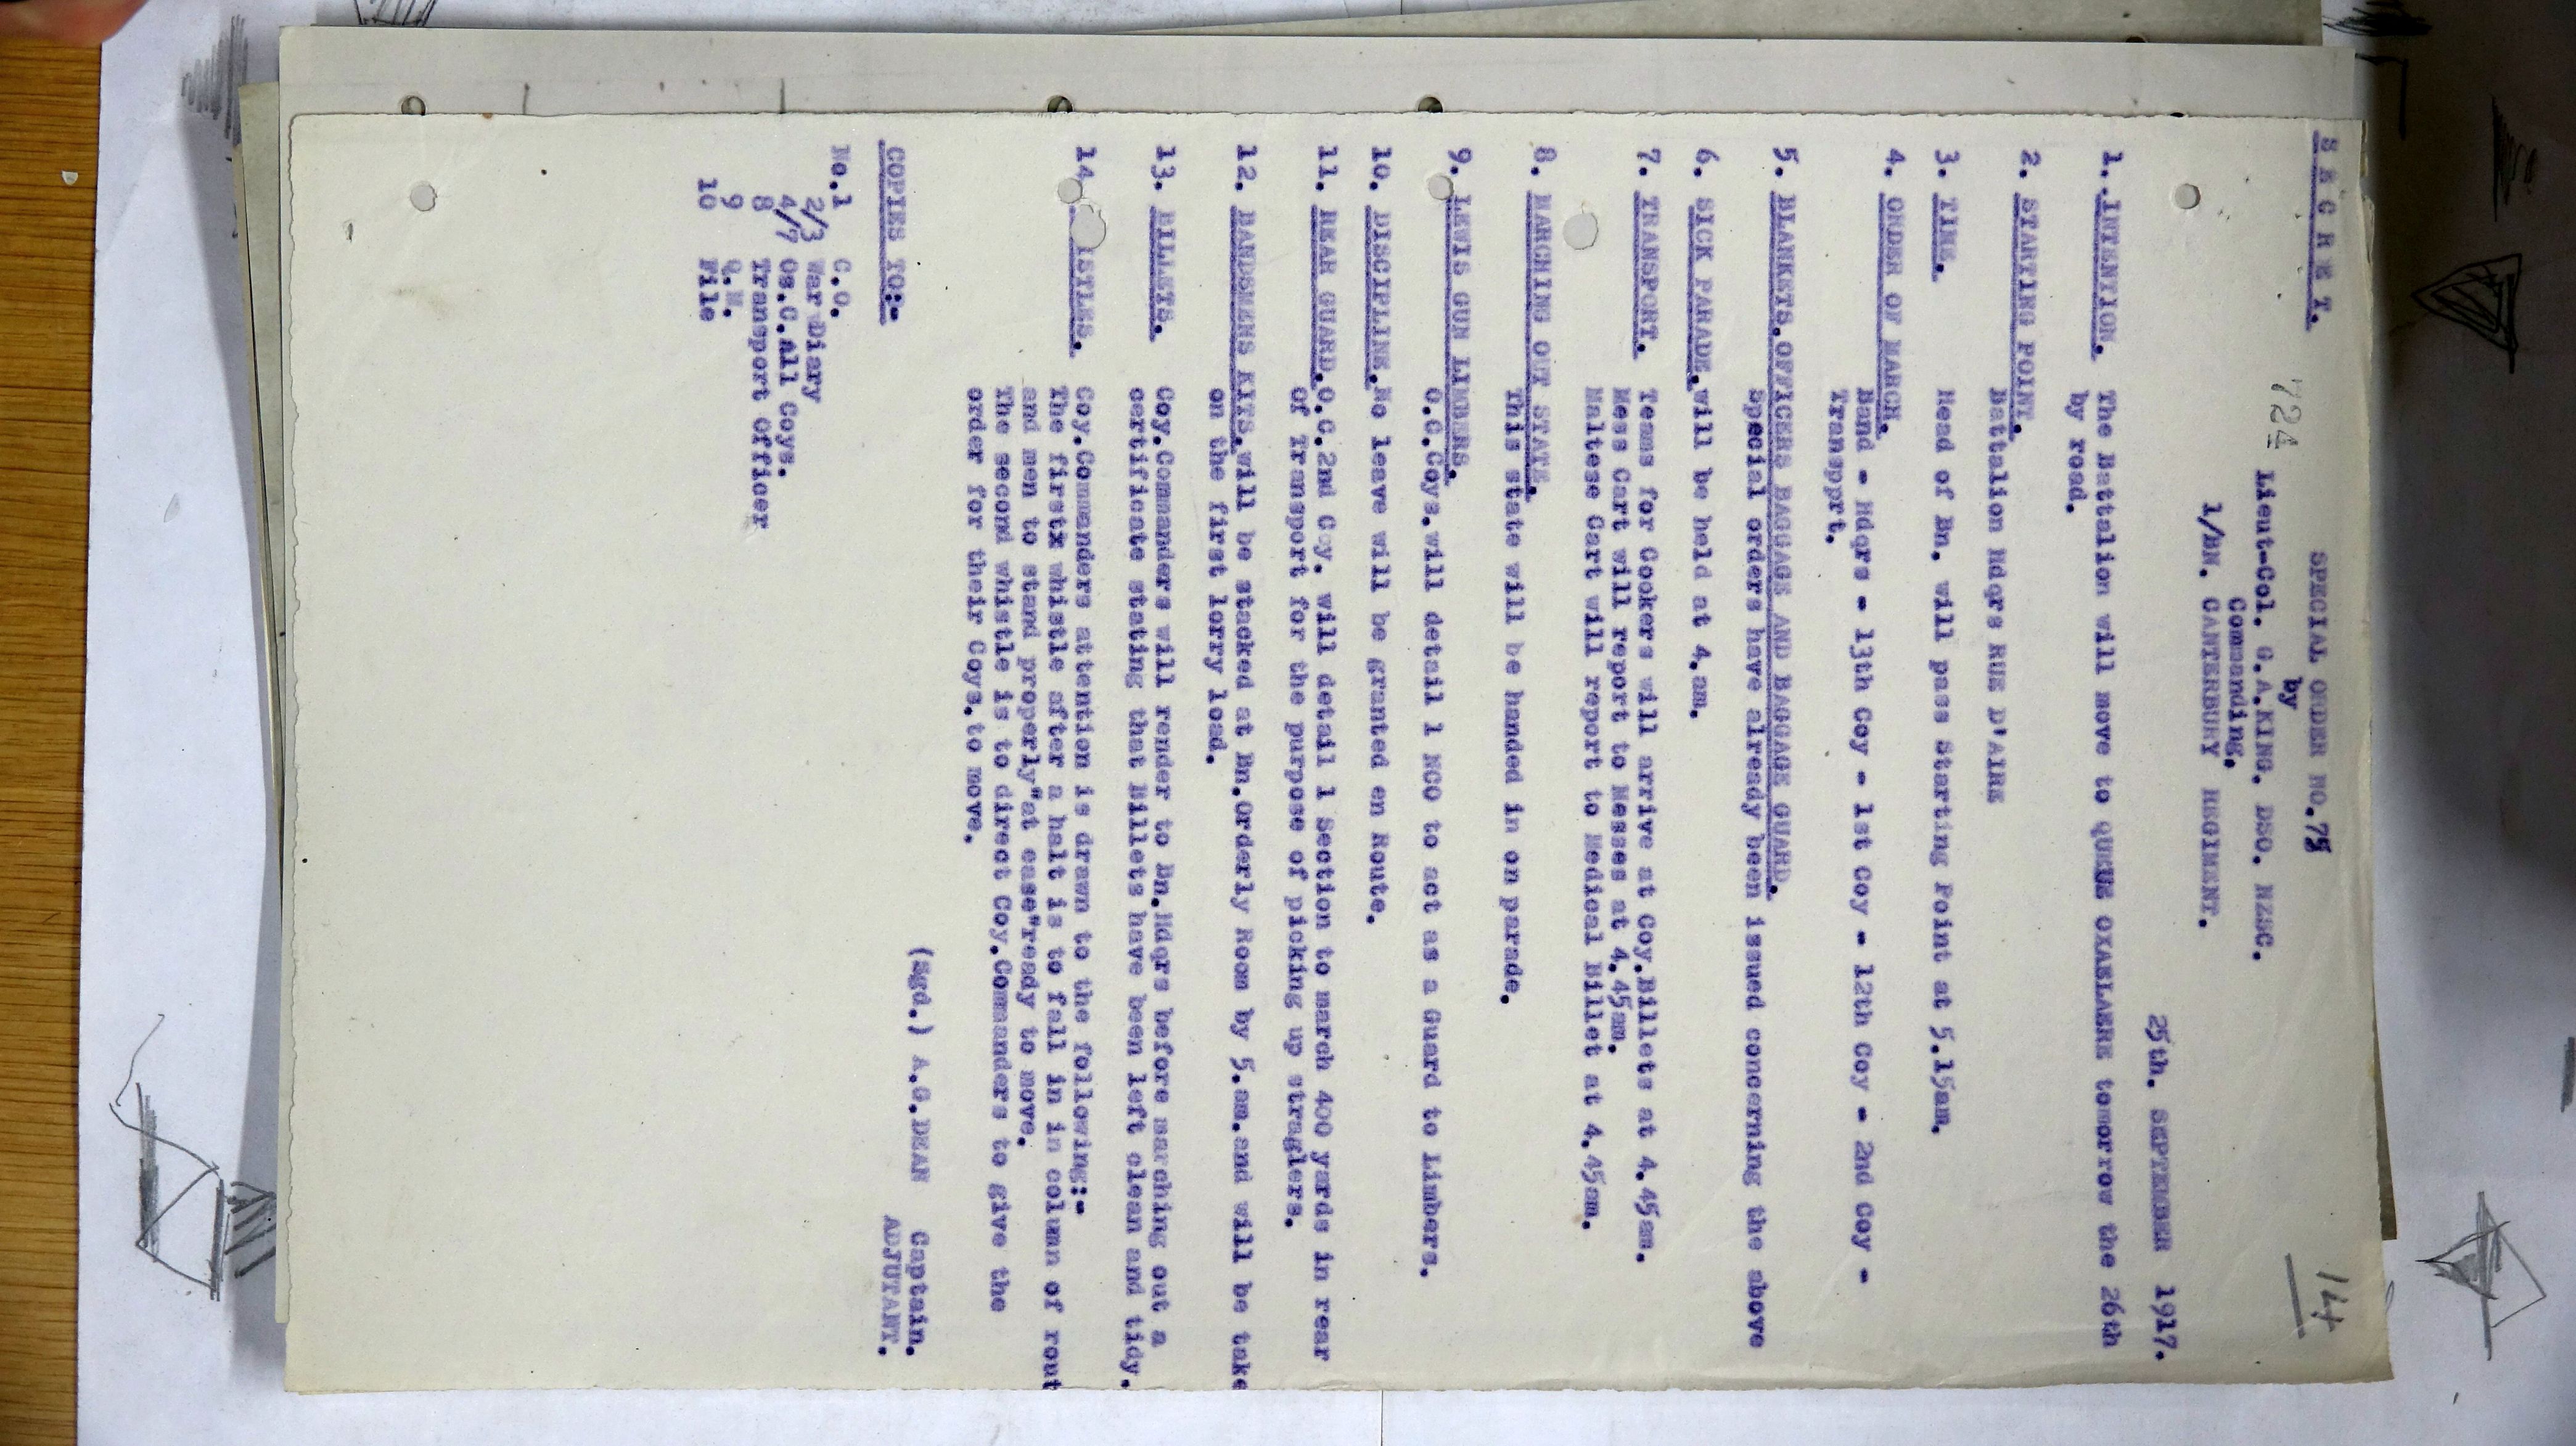 S E C R E T.
SPECIAL ORDER NO.75
by
724 Lieut-Col. G.A.KING. DSO. NZSC.
Commanding.
1/BN. CANTERBURY REGIMENT.
14
25th. SEPTEMBER 1917.
1. INTENTION. The Battalion will move to QUEUE OXAELAERE tomorrow the 26th
by road.
2. STARTING POINT.
Battalion Hdqrs RUE D'AIRE
3. TIME. Head of Bn. will pass Starting Point at 5.15am.
4. ORDER OF MARCH.
Band - Hdqrs - 13th Coy - 1st Coy - 12th Coy - 2nd Coy -
Transpprt.
5. BLANKETS.OFFICERS BAGGAGE AND BAGGAGE GUARD.
Special orders have already been issued concerning the above
6. SICK PARADE.will be held at 4.am.
7. TRANSPORT. Teams for Cookers will arrive at Coy.Billets at 4.45am.
Mess Cart will report to Messes at 4.45am.
Maltese Cart will report to Medical Billet at 4.45am.
8. MARCHING OUT STATE.
This state will be handed in on parade.
9. LEWIS GUN LIMBERS.
O.C.Coys.will detail 1 NCO to act as a Guard to Limbers.
10. DISCIPLINE.No leave will be granted en Route.
11. REAR GUARD.O.C.2nd Coy. will detail 1 Section to march 400 yards in rear
of Transport for the purpose of picking up straglers.
12. BANDSMENS KITS.will be stacked at Bn.Orderly Room by 5.am.and will be take
on the first lorry load.
13. BILLETS. Coy.Commanders will render to Bn.Hdqrs before marching out a
certificate stating that Billets have been left clean and tidy.
14. ISTLES. Coy.Commanders attention is drawn to the following:-
The firstx whistle after a halt is to fall in in column of rout
and men to stand properly"at ease"ready to move.
The second whistle is to direct Coy.Commanders to give the
order for their Coys.to move.
(Sgd.) A.G.DEAN Captain.
ADJUTANT.
COPIES TO:-
No.1 C.O.
2/3 War Diary
4/7 Os.C.All Coys.
8 Transport Officer
9 Q.M.
10 File